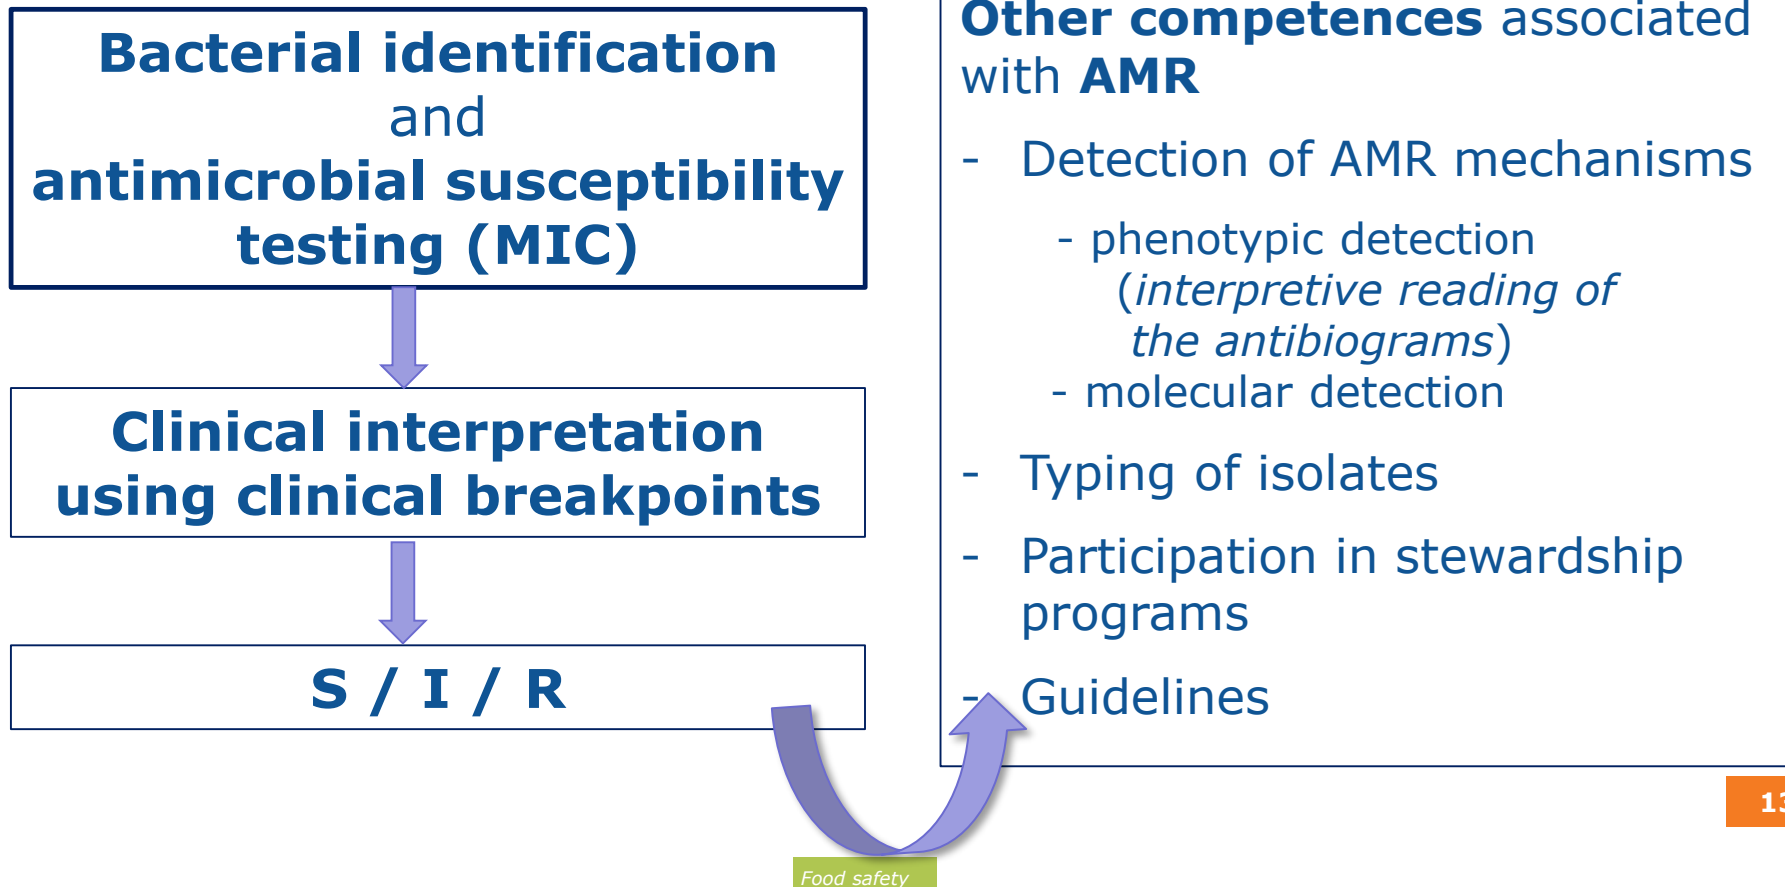 Bacterial identification
and
antimicrobial susceptibility
testing (MIC)
Clinical interpretation
using clinical breakpoints
S / I / R
Other competences associated
with AMR
- Detection of AMR mechanisms
- phenotypic detection
(interpretive reading of
the antibiograms)
- molecular detection
- Typing of isolates
- Participation in stewardship
programs
- Guidelines
13
Food safety